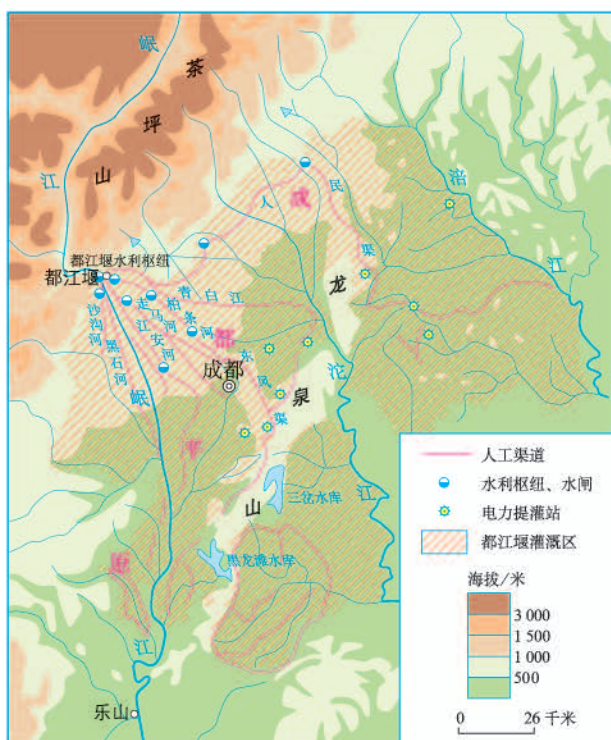 岷江
茶坪山
成都平原
人民渠
涪江
都江堰水利枢纽
都江堰
青白江
柏条河
走马河
江安河
沙沟河
黑石河
岷江
成都
东风渠
龙泉山
沱江
三岔水库
黑龙滩水库
乐山
人工渠道
水利枢纽、水闸
电力提灌站
都江堰灌溉区
海拔/米
3 000
1 500
1 000
500
0 26 千米